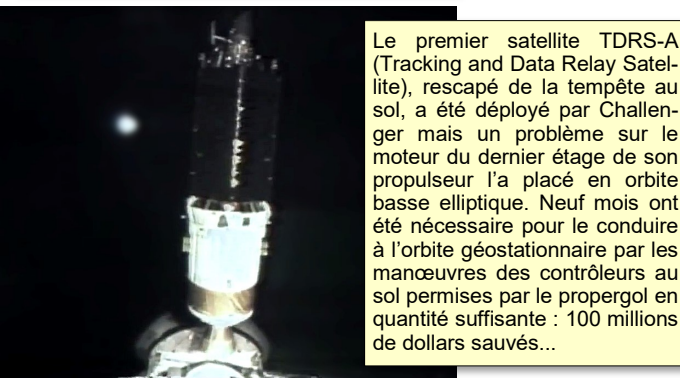 Le premier satellite TDRS-A
(Tracking and Data Relay Satel-
lite), rescapé de la tempête au
sol, a été déployé par Challen-
ger mais un problème sur le
moteur du dernier étage de son
propulseur l’a placé en orbite
basse elliptique. Neuf mois ont
été nécessaire pour le conduire
à l’orbite géostationnaire par les
manœuvres des contrôleurs au
sol permises par le propergol en
quantité suffisante : 100 millions
de dollars sauvés...